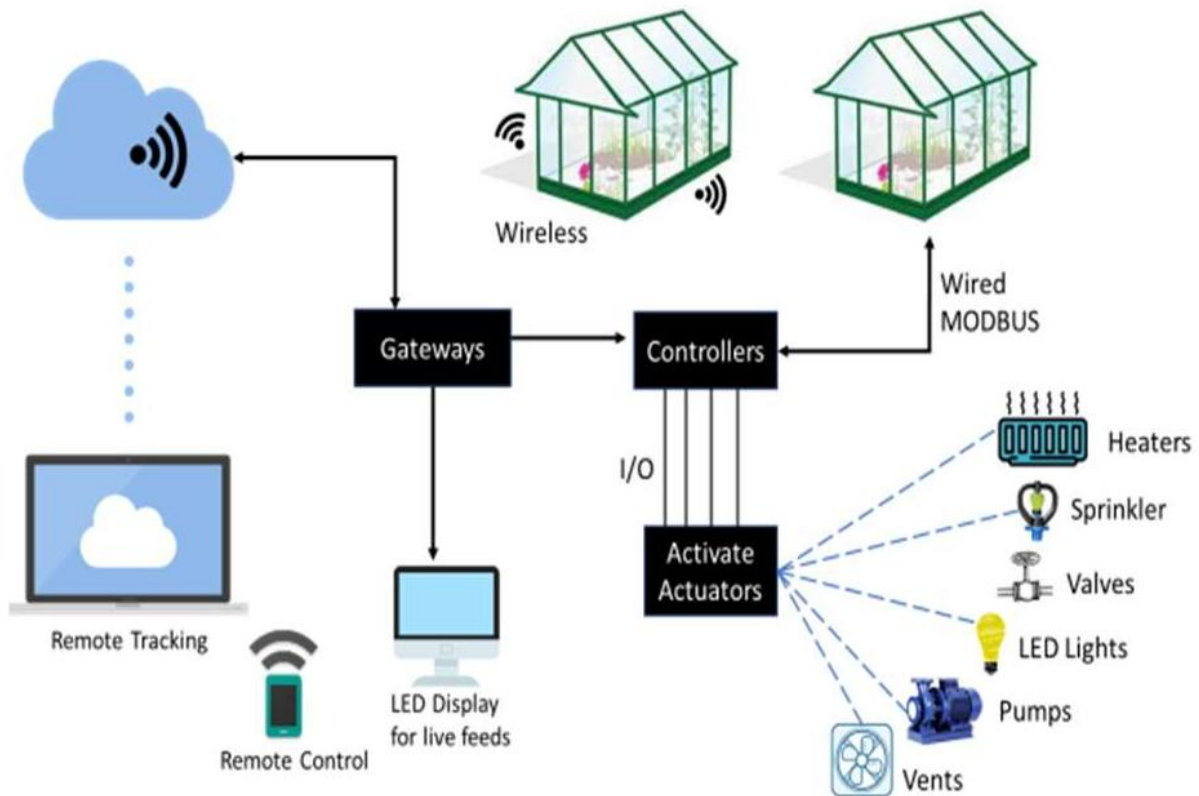 Wireless
Wired
MODBUS
Gateways
Controllers
I/O
Heaters
Sprinkler
Activate
Actuators
Valves
LED Lights
Pumps
Vents
Remote Tracking
LED Display
for live feeds
Remote Control